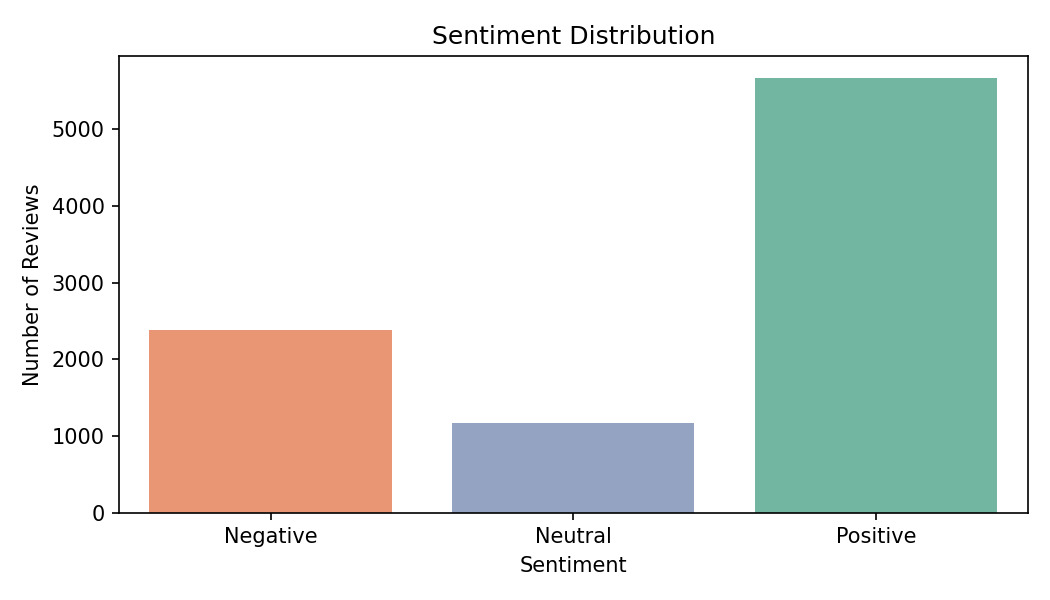 Sentiment Distribution
Number of Reviews
5000
4000
3000
2000
1000
0
Negative
Neutral
Positive
Sentiment